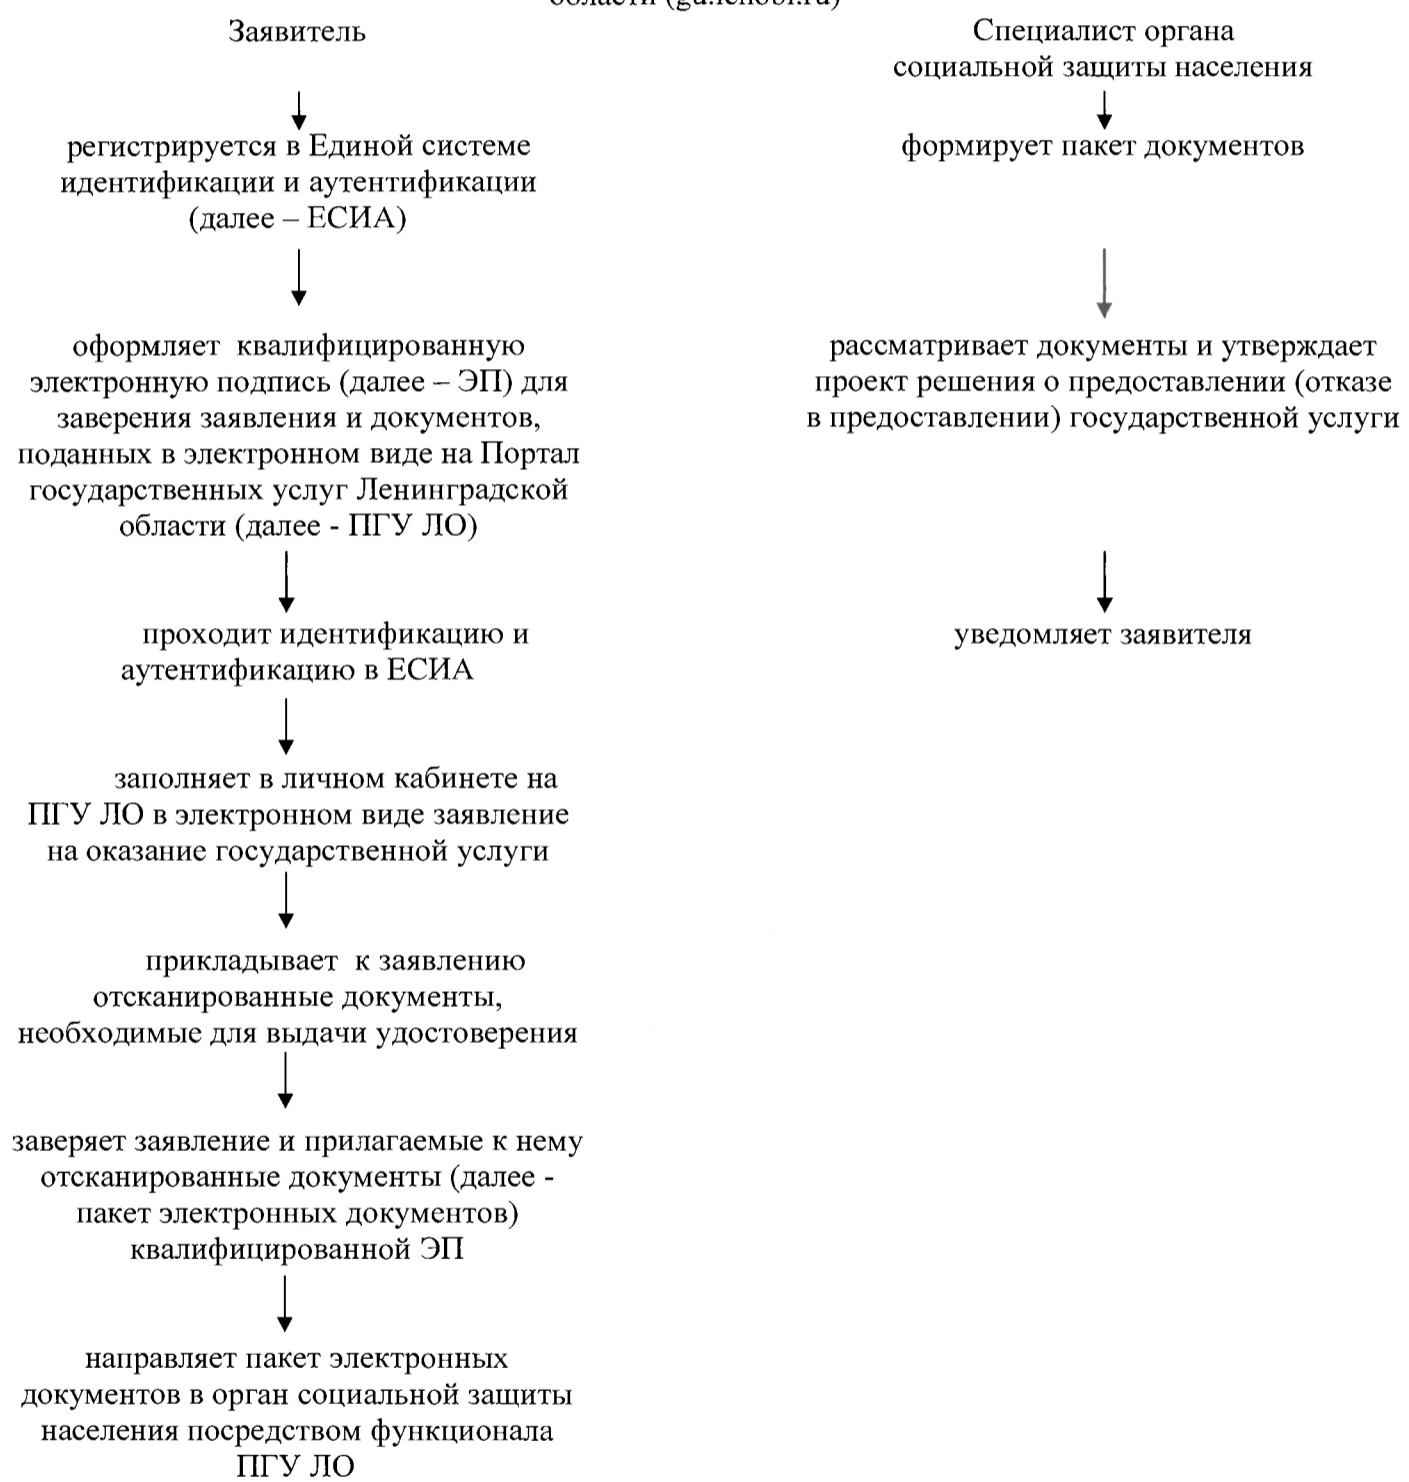 области (gu.lenobl.ru)
Заявитель
регистрируется в Единой системе
идентификации и аутентификации
(далее – ЕСИА)
оформляет квалифицированную
электронную подпись (далее – ЭП) для
заверения заявления и документов,
поданных в электронном виде на Портал
государственных услуг Ленинградской
области (далее - ПГУ ЛО)
проходит идентификацию и
аутентификацию в ЕСИА
заполняет в личном кабинете на
ПГУ ЛО в электронном виде заявление
на оказание государственной услуги
прикладывает к заявлению
отсканированные документы,
необходимые для выдачи удостоверения
заверяет заявление и прилагаемые к нему
отсканированные документы (далее -
пакет электронных документов)
квалифицированной ЭП
направляет пакет электронных
документов в орган социальной защиты
населения посредством функционала
ПГУ ЛО
Специалист органа
социальной защиты населения
формирует пакет документов
рассматривает документы и утверждает
проект решения о предоставлении (отказе
в предоставлении) государственной услуги
уведомляет заявителя